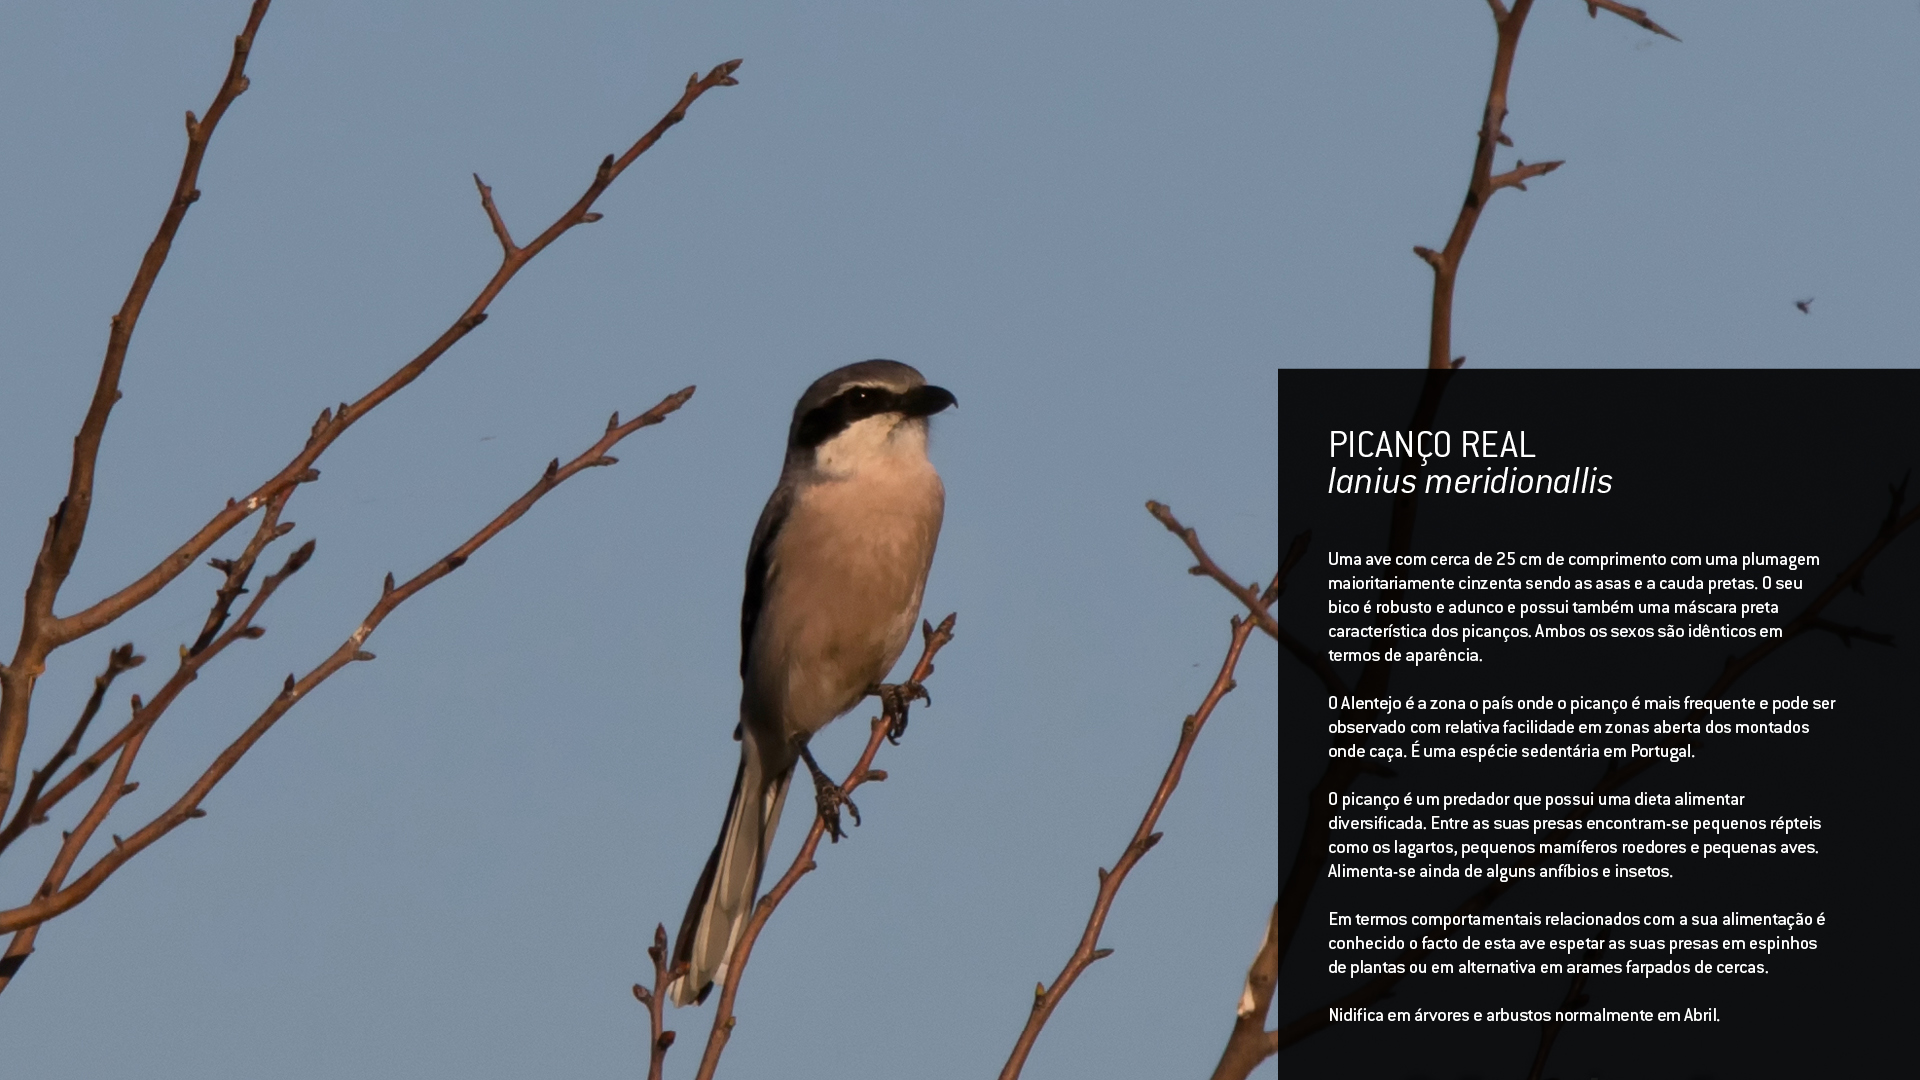 PICANÇO REAL
lanius meridionallis
Uma ave com cerca de 25 cm de comprimento com uma plumagem
maioritariamente cinzenta sendo as asas e a cauda pretas. O seu
bico é robusto e adunco e possui também uma máscara preta
característica dos picanços. Ambos os sexos são idênticos em
termos de aparência.
O Alentejo é a zona o país onde o picanço é mais frequente e pode ser
observado com relativa facilidade em zonas aberta dos montados
onde caça. É uma espécie sedentária em Portugal.
O picanço é um predador que possui uma dieta alimentar
diversificada. Entre as suas presas encontram-se pequenos répteis
como os lagartos, pequenos mamíferos roedores e pequenas aves.
Alimenta-se ainda de alguns anfíbios e insetos.
Em termos comportamentais relacionados com a sua alimentação é
conhecido o facto de esta ave espetar as suas presas em espinhos
de plantas ou em alternativa em arames farpados de cercas.
Nidifica em árvores e arbustos normalmente em Abril.